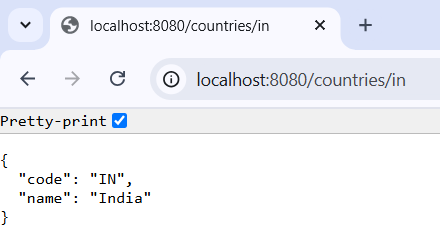 localhost:8080/countries/in
localhost:8080/countries/in
Pretty-print
{
  "code": "IN",
  "name": "India"
}